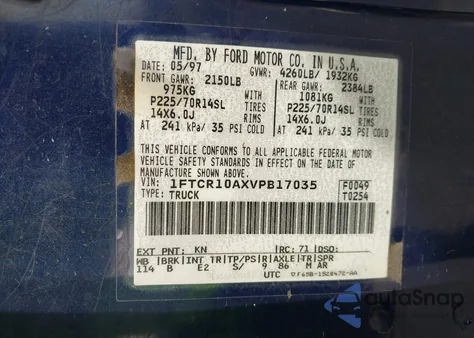 MFD. BY FORD MOTOR CO. IN U.S.A.
DATE: 05/97 GVWR: 4260LB/ 1932KG
FRONT GAWR: 2150LB REAR GAWR: 2384LB
975KG 1081KG
P225/70R14SL TIRES P225/70R14SL TIRES
14X6.0J RIMS 14X6.0J RIMS
AT 241 kPa/ 35 PSI COLD AT 241 kPa/ 35 PSI COLD
THIS VEHICLE CONFORMS TO ALL APPLICABLE FEDERAL MOTOR
VEHICLE SAFETY STANDARDS IN EFFECT ON THE DATE OF
MANUFACTURE SHOWN ABOVE.
VIN: 1FTCR10AXVPB17035 F0049
TYPE: TRUCK T0254
EXT PNT: KN RC: 71 DSO:
WB BRK INT TR TP/PS R AXLE TR SPR
114 B E2 S/ 9 86 M AR
UTC
autoSnap